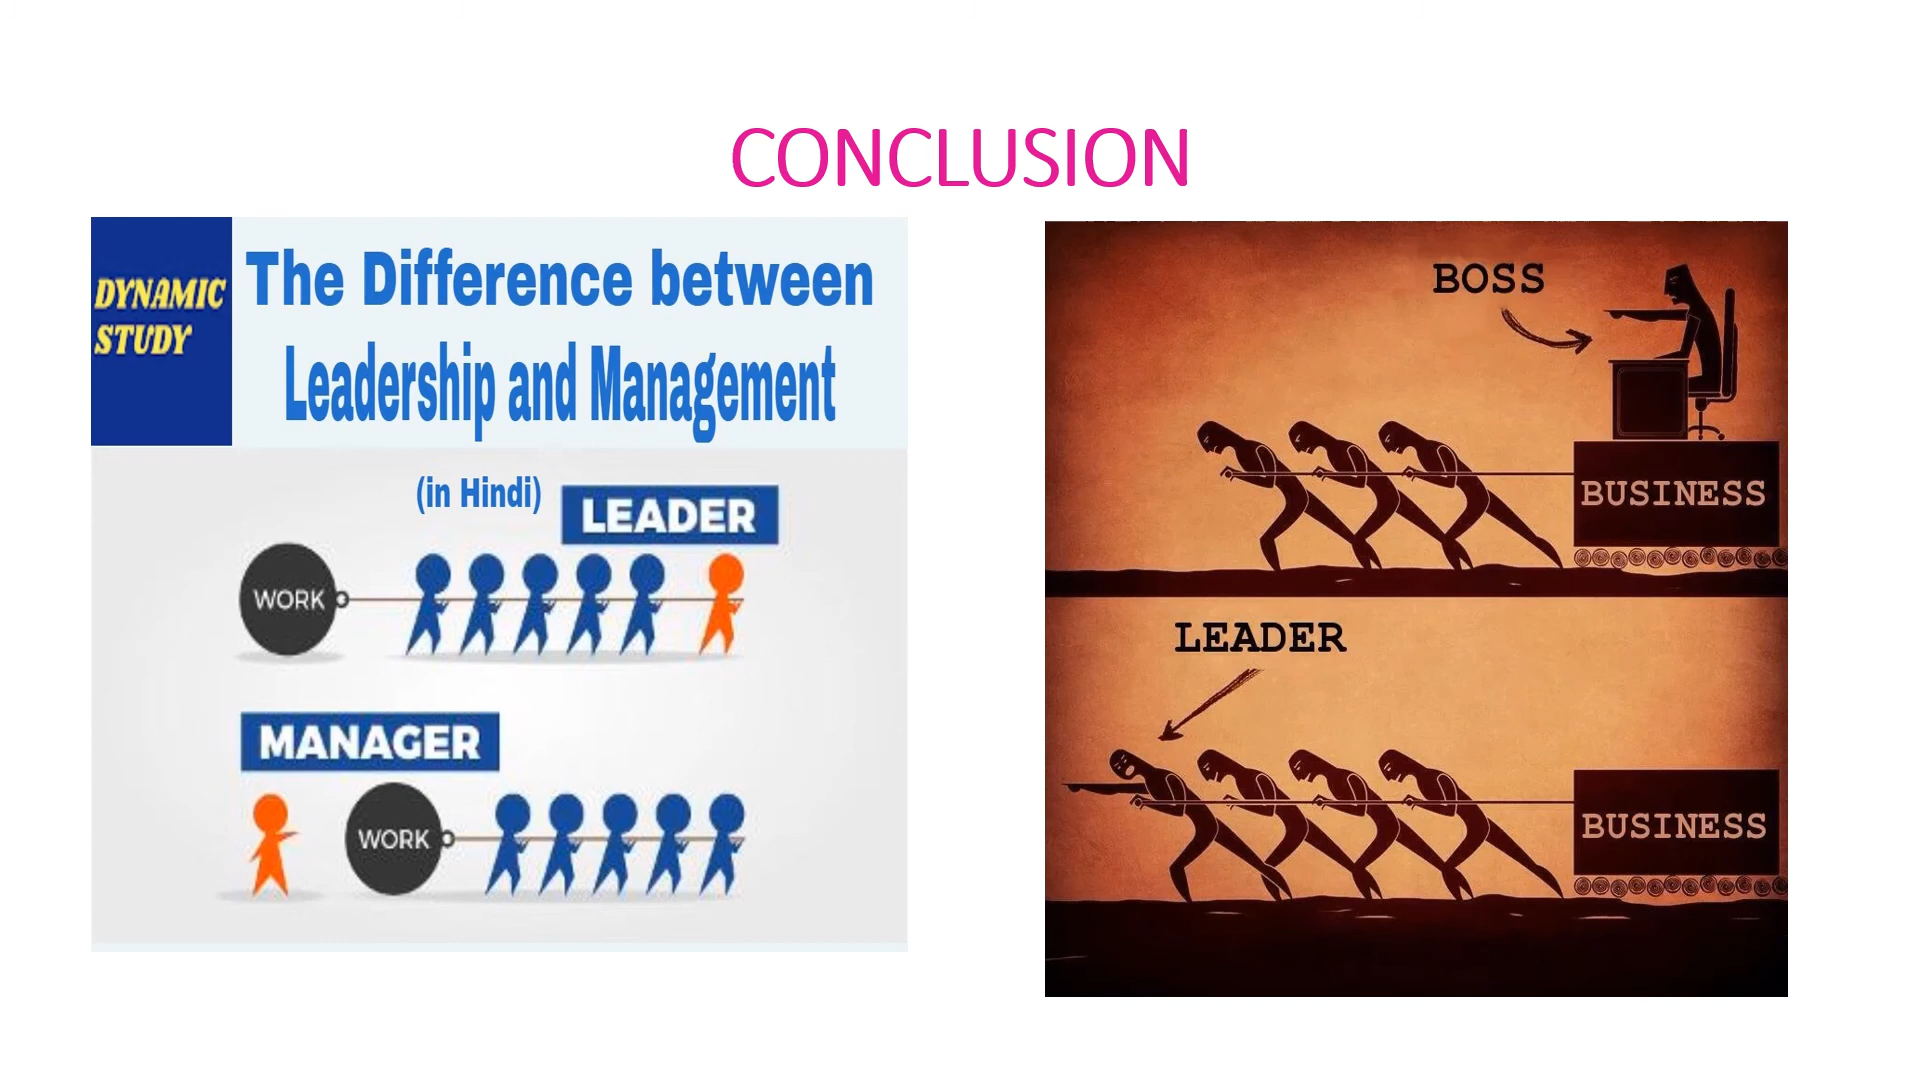 CONCLUSION
DYNAMIC
STUDY
The Difference between
Leadership and Management
(in Hindi)
LEADER
WORK
MANAGER
WORK
BOSS
BUSINESS
LEADER
BUSINESS